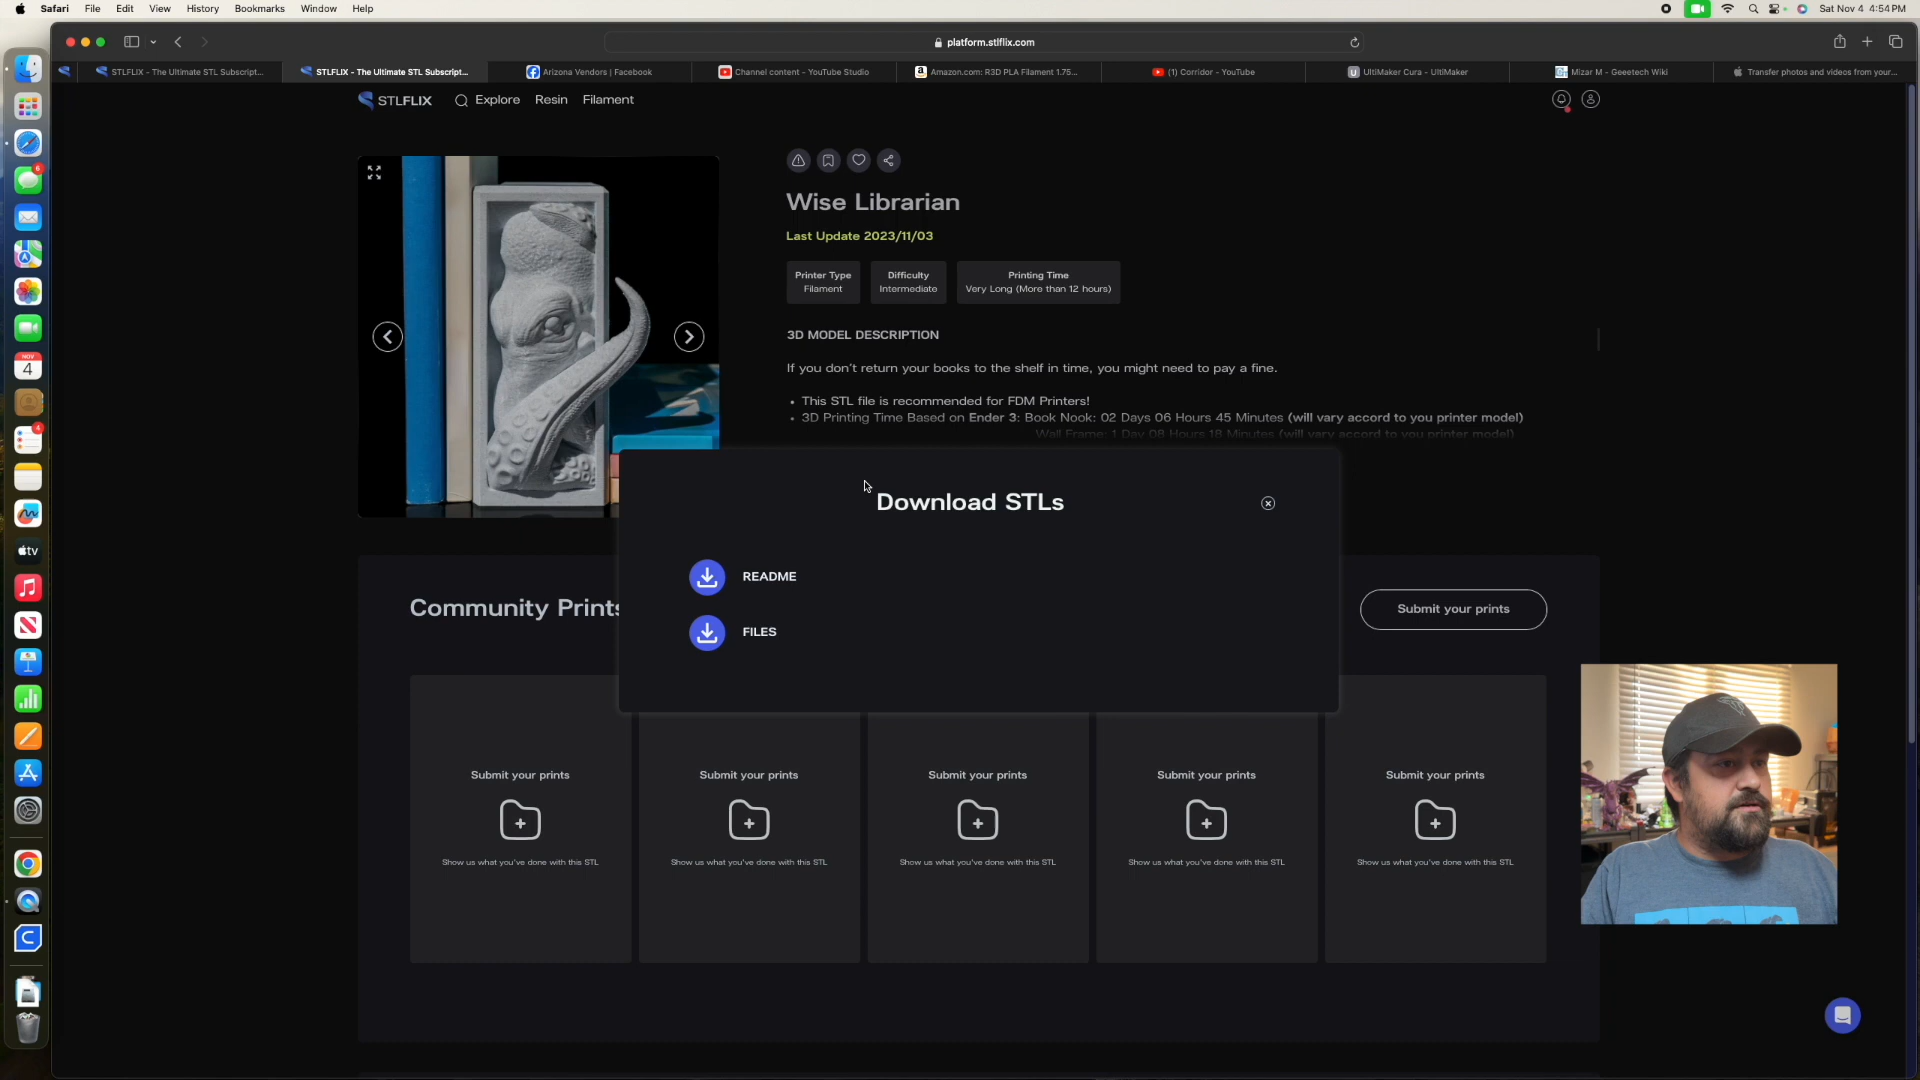 Safari File Edit View History Bookmarks Window Help
Sat Nov 4 4:54 PM
platform.stlflix.com
STLFLIX - The Ultimate STL Subscript...
STLFLIX - The Ultimate STL Subscript...
Arizona Vendors | Facebook
Channel content - YouTube Studio
Amazon.com: R3D PLA Filament 1.75...
(1) Corridor - YouTube
UltiMaker Cura - UltiMaker
Mizar M - Geeetech Wiki
Transfer photos and videos from your...
STLFLIX Explore Resin Filament
Wise Librarian
Last Update 2023/11/03
Printer Type
Filament
Difficulty
Intermediate
Printing Time
Very Long (More than 12 hours)
3D MODEL DESCRIPTION
If you don't return your books to the shelf in time, you might need to pay a fine.
• This STL file is recommended for FDM Printers!
• 3D Printing Time Based on Ender 3: Book Nook: 02 Days 06 Hours 45 Minutes (will vary accord to you printer model)
Wall Frame: 1 Day 08 Hours 18 Minutes (will vary accord to you printer model)
Download STLs
README
FILES
Community Prints
Submit your prints
Submit your prints
Show us what you've done with this STL
Submit your prints
Show us what you've done with this STL
Submit your prints
Show us what you've done with this STL
Submit your prints
Show us what you've done with this STL
Submit your prints
Show us what you've done with this STL
6
NOV
4
4
tv